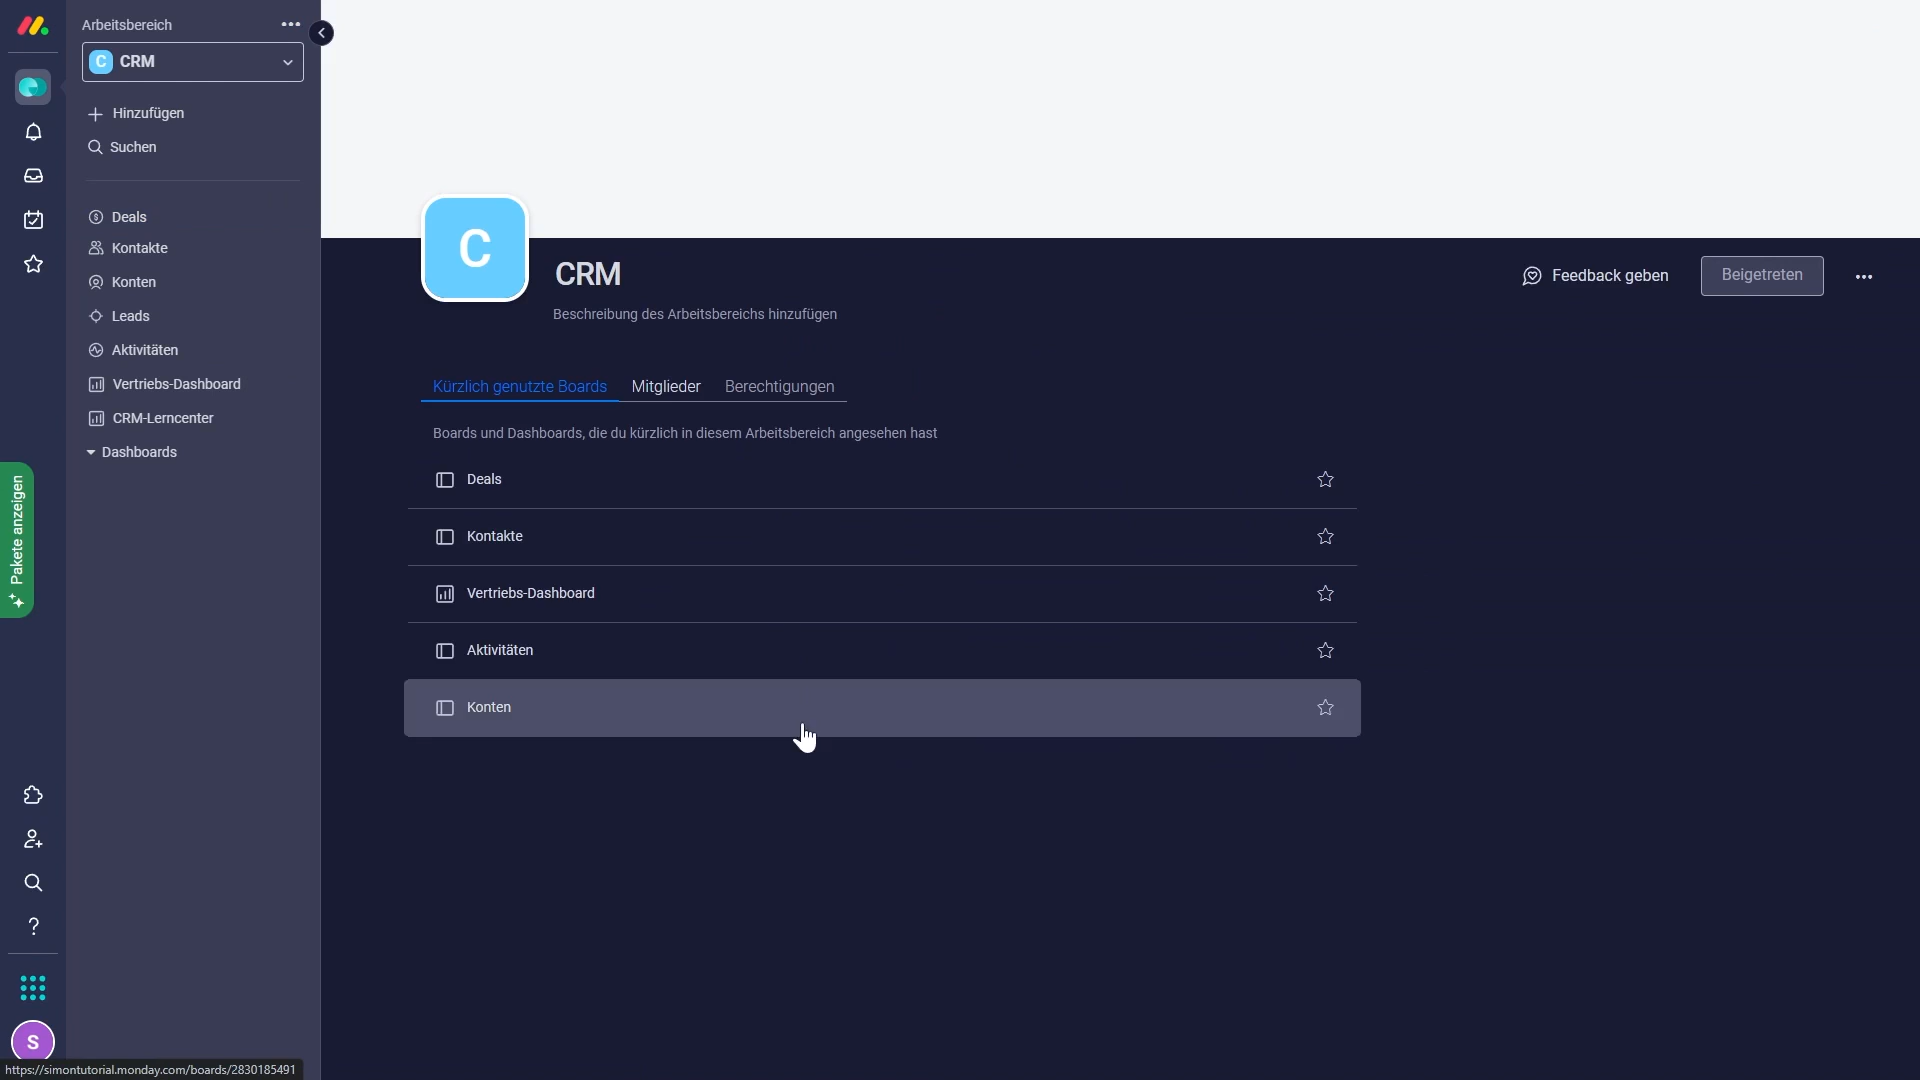 Arbeitsbereich
C CRM
Hinzufügen
Suchen
Deals
Kontakte
Konten
Leads
Aktivitäten
Vertriebs-Dashboard
CRM-Lerncenter
Dashboards
Pakete anzeigen
S
https://simontutorial.monday.com/boards/2830185491
C
CRM
Beschreibung des Arbeitsbereichs hinzufügen
Feedback geben
Beigetreten
Kürzlich genutzte Boards Mitglieder Berechtigungen
Boards und Dashboards, die du kürzlich in diesem Arbeitsbereich angesehen hast
Deals
Kontakte
Vertriebs-Dashboard
Aktivitäten
Konten